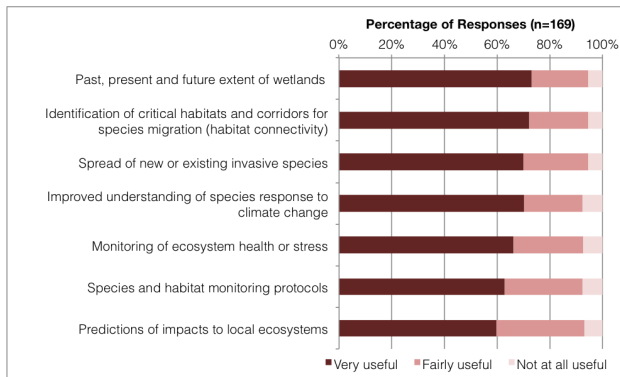 Percentage of Responses (n=169)
0% 20% 40% 60% 80% 100%
Past, present and future extent of wetlands
Identification of critical habitats and corridors for
species migration (habitat connectivity)
Spread of new or existing invasive species
Improved understanding of species response to
climate change
Monitoring of ecosystem health or stress
Species and habitat monitoring protocols
Predictions of impacts to local ecosystems
Very useful Fairly useful Not at all useful